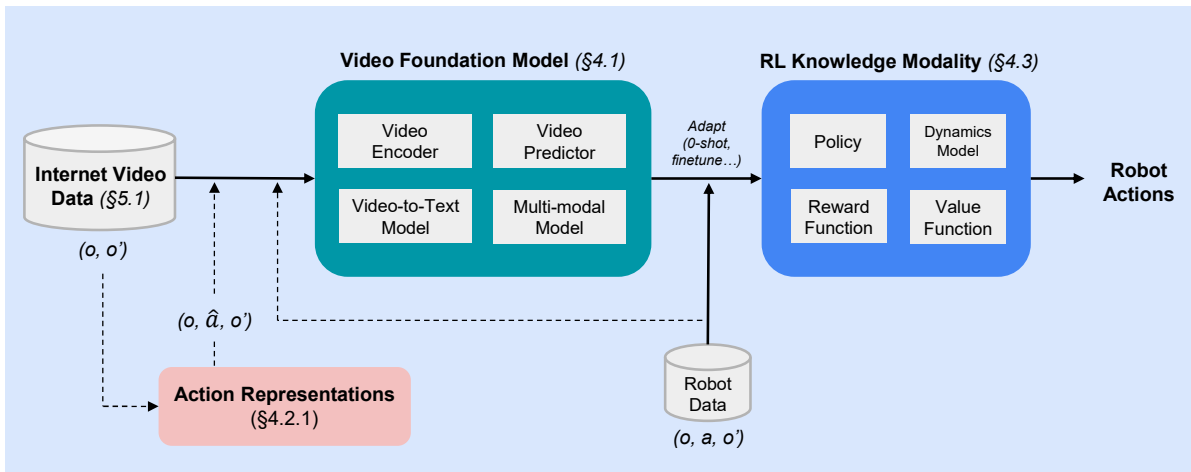 Video Foundation Model (§4.1)
RL Knowledge Modality (§4.3)
Internet Video
Data (§5.1)
(o, o’)
Video
Encoder
Video
Predictor
Video-to-Text
Model
Multi-modal
Model
Adapt
(0-shot,
finetune…)
Policy
Dynamics
Model
Reward
Function
Value
Function
Robot
Actions
(o, â, o’)
Action Representations
(§4.2.1)
Robot
Data
(o, a, o’)